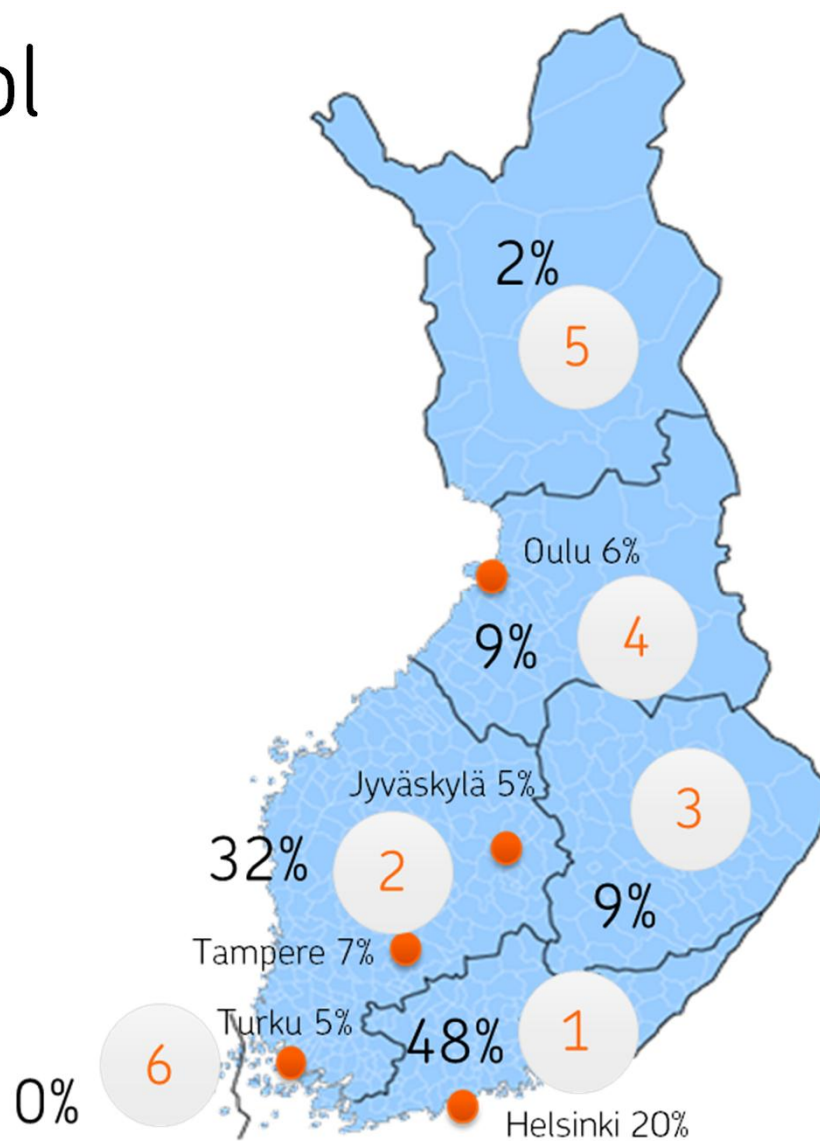 ol
2%
5
Oulu 6%
4
9%
Jyväskylä 5%
3
32%
2
9%
Tampere 7%
Turku 5%
48%
1
6
0%
Helsinki 20%